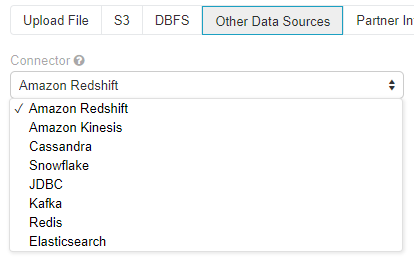 Upload File S3 DBFS Other Data Sources Partner In
Connector
Amazon Redshift
✓ Amazon Redshift
Amazon Kinesis
Cassandra
Snowflake
JDBC
Kafka
Redis
Elasticsearch